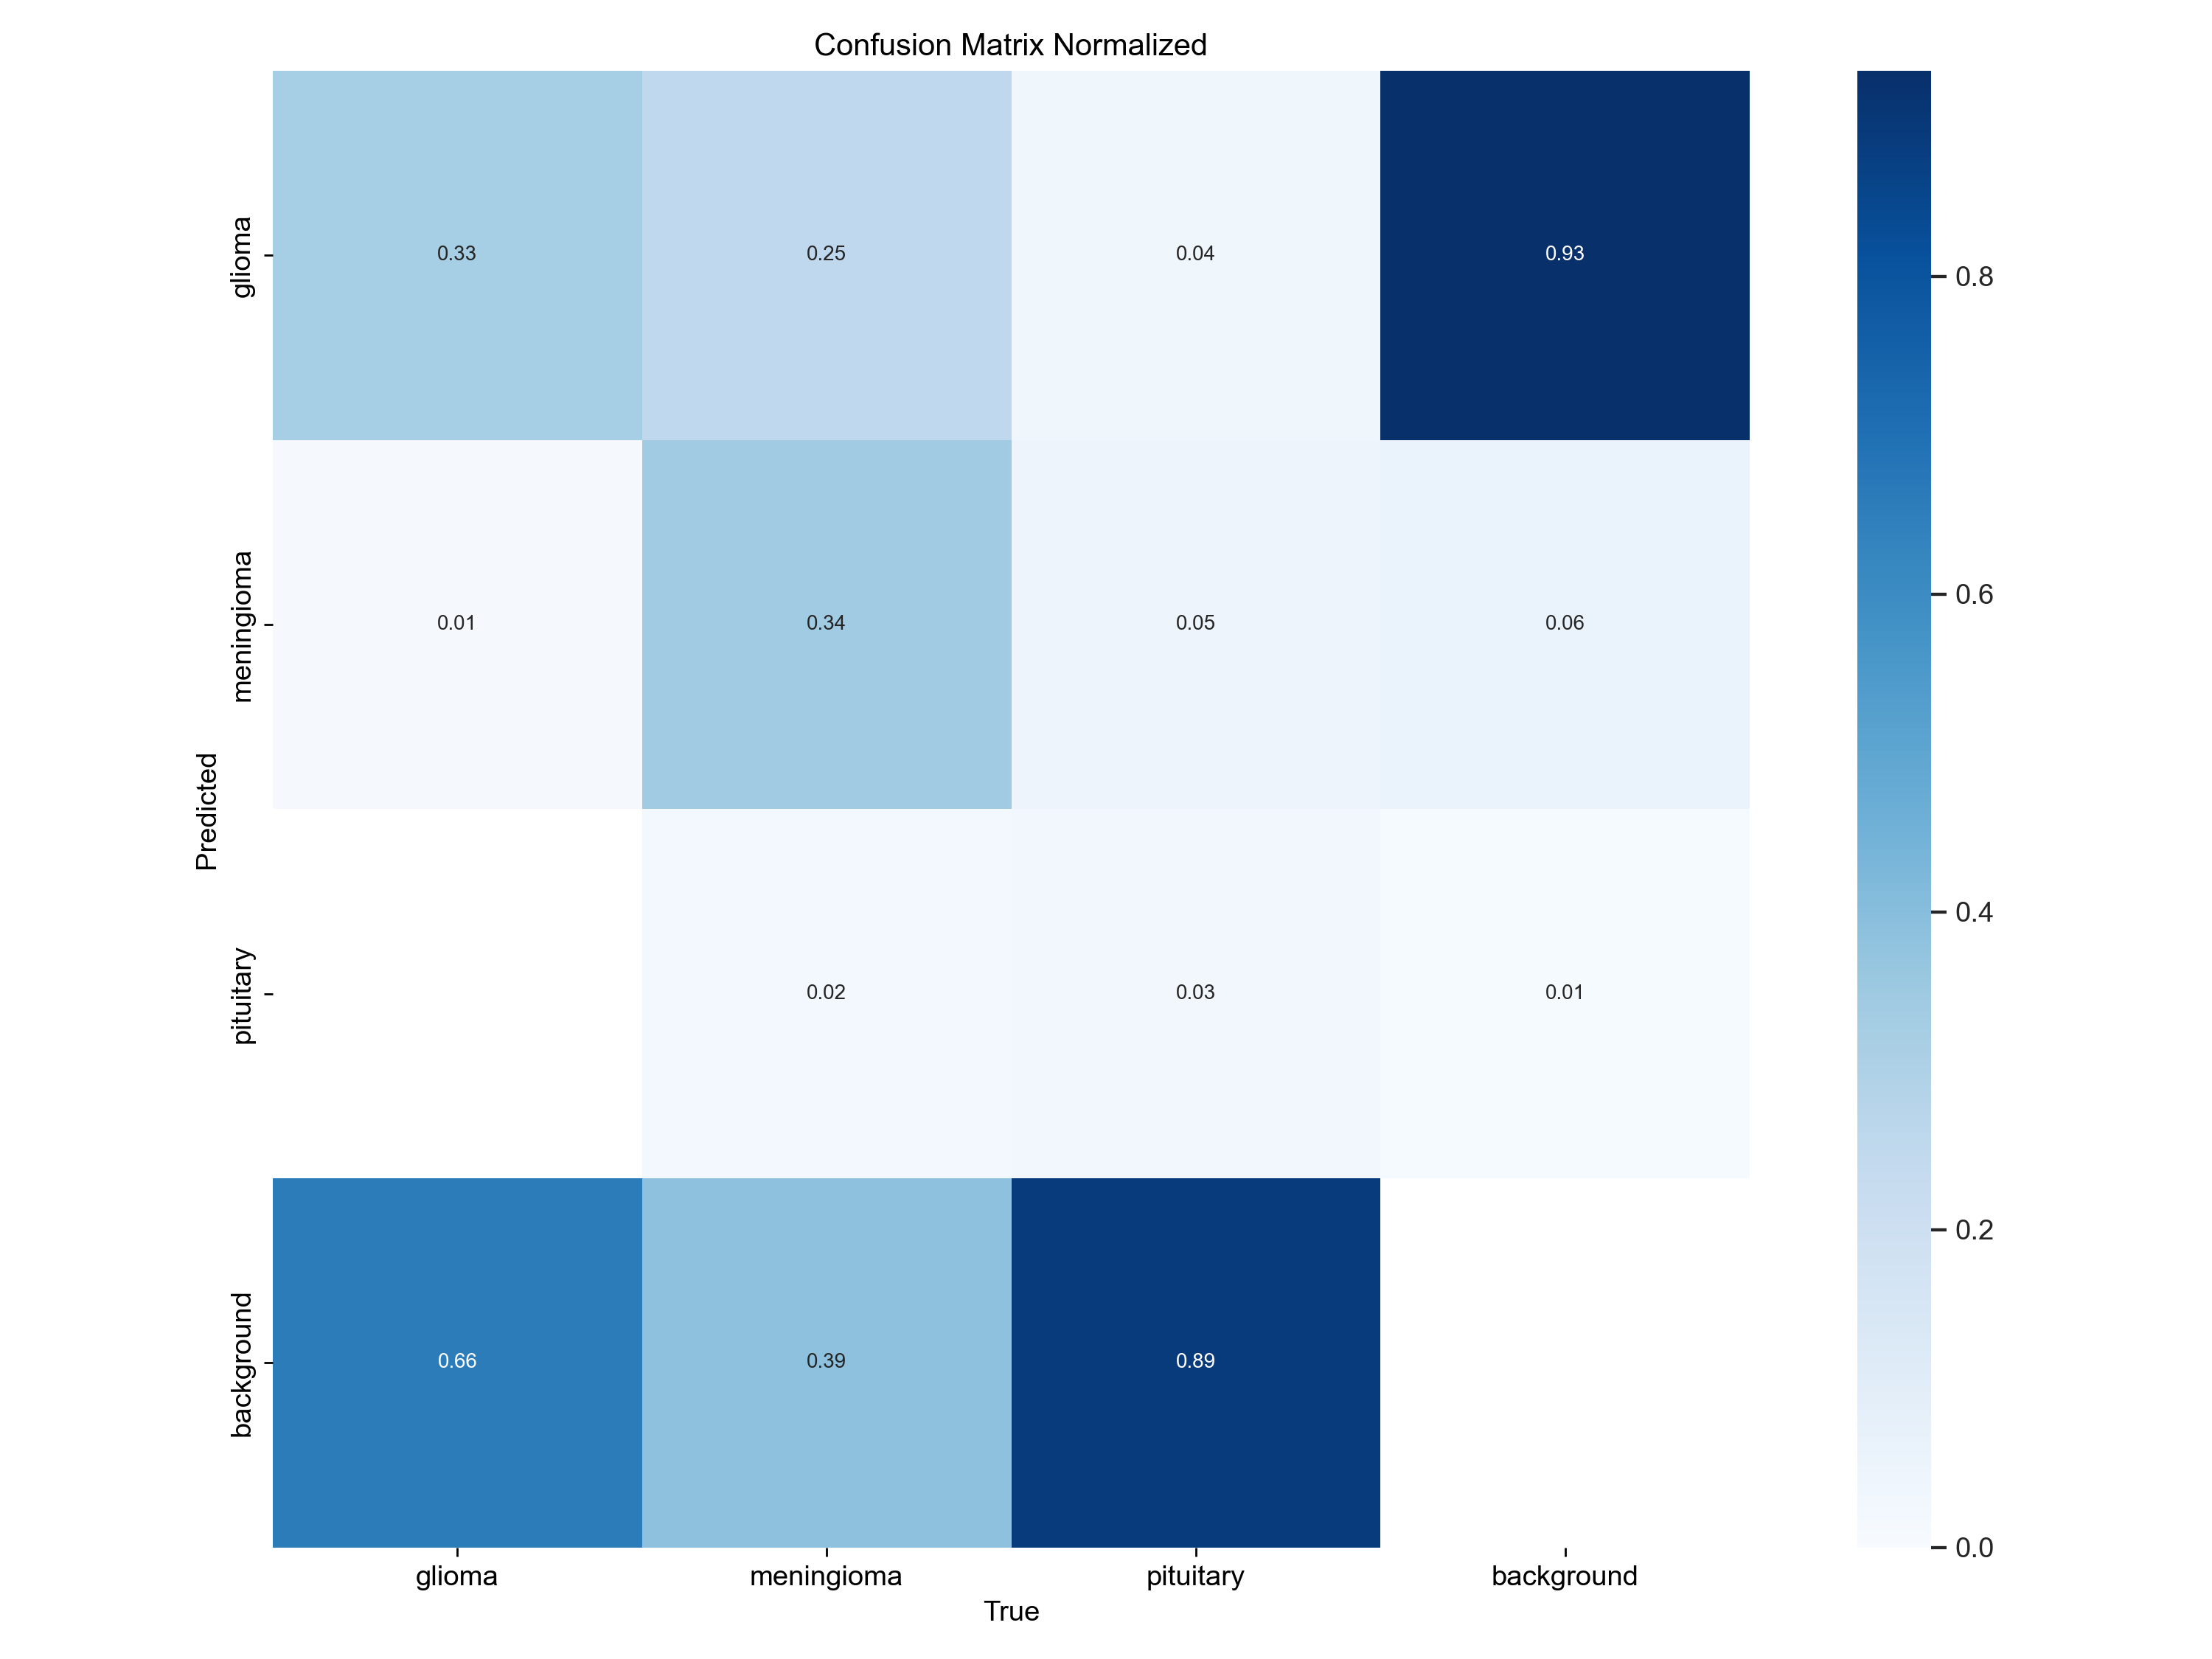 Confusion Matrix Normalized
glioma
0.33
0.25
0.04
0.93
meningioma
0.01
0.34
0.05
0.06
pituitary
0.02
0.03
0.01
background
0.66
0.39
0.89
Predicted
glioma
meningioma
pituitary
background
True
0.8
0.6
0.4
0.2
0.0